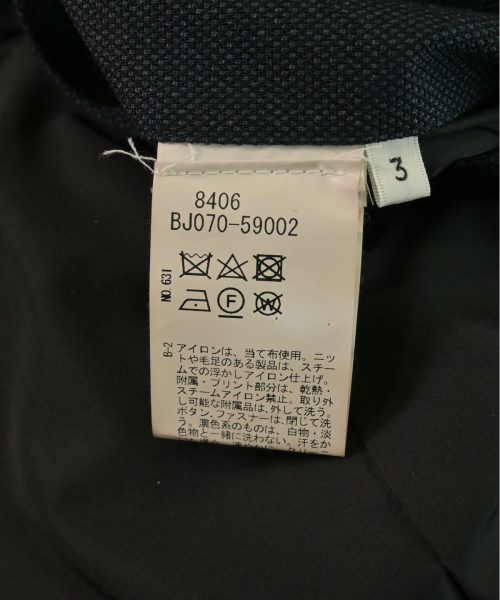 3
8406
BJ070-59002
NO.631
F
W
B-2
アイロンは、当て布使用。ニッ
トや毛足のある製品は、スチー
ムでの浮かしアイロン仕上げ。
附属・プリント部分は、乾熱・
スチームアイロン禁止。取り外
し可能な附属品は、外して洗う。
ボタン、ファスナーは、閉じて洗
う。濃色系のものは、白物・淡
色物と一緒に洗わない。汗をか